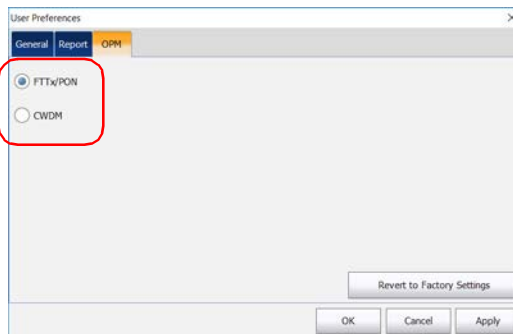 User Preferences
General Report OPM
FTTx/PON
CWDM
Revert to Factory Settings
OK Cancel Apply